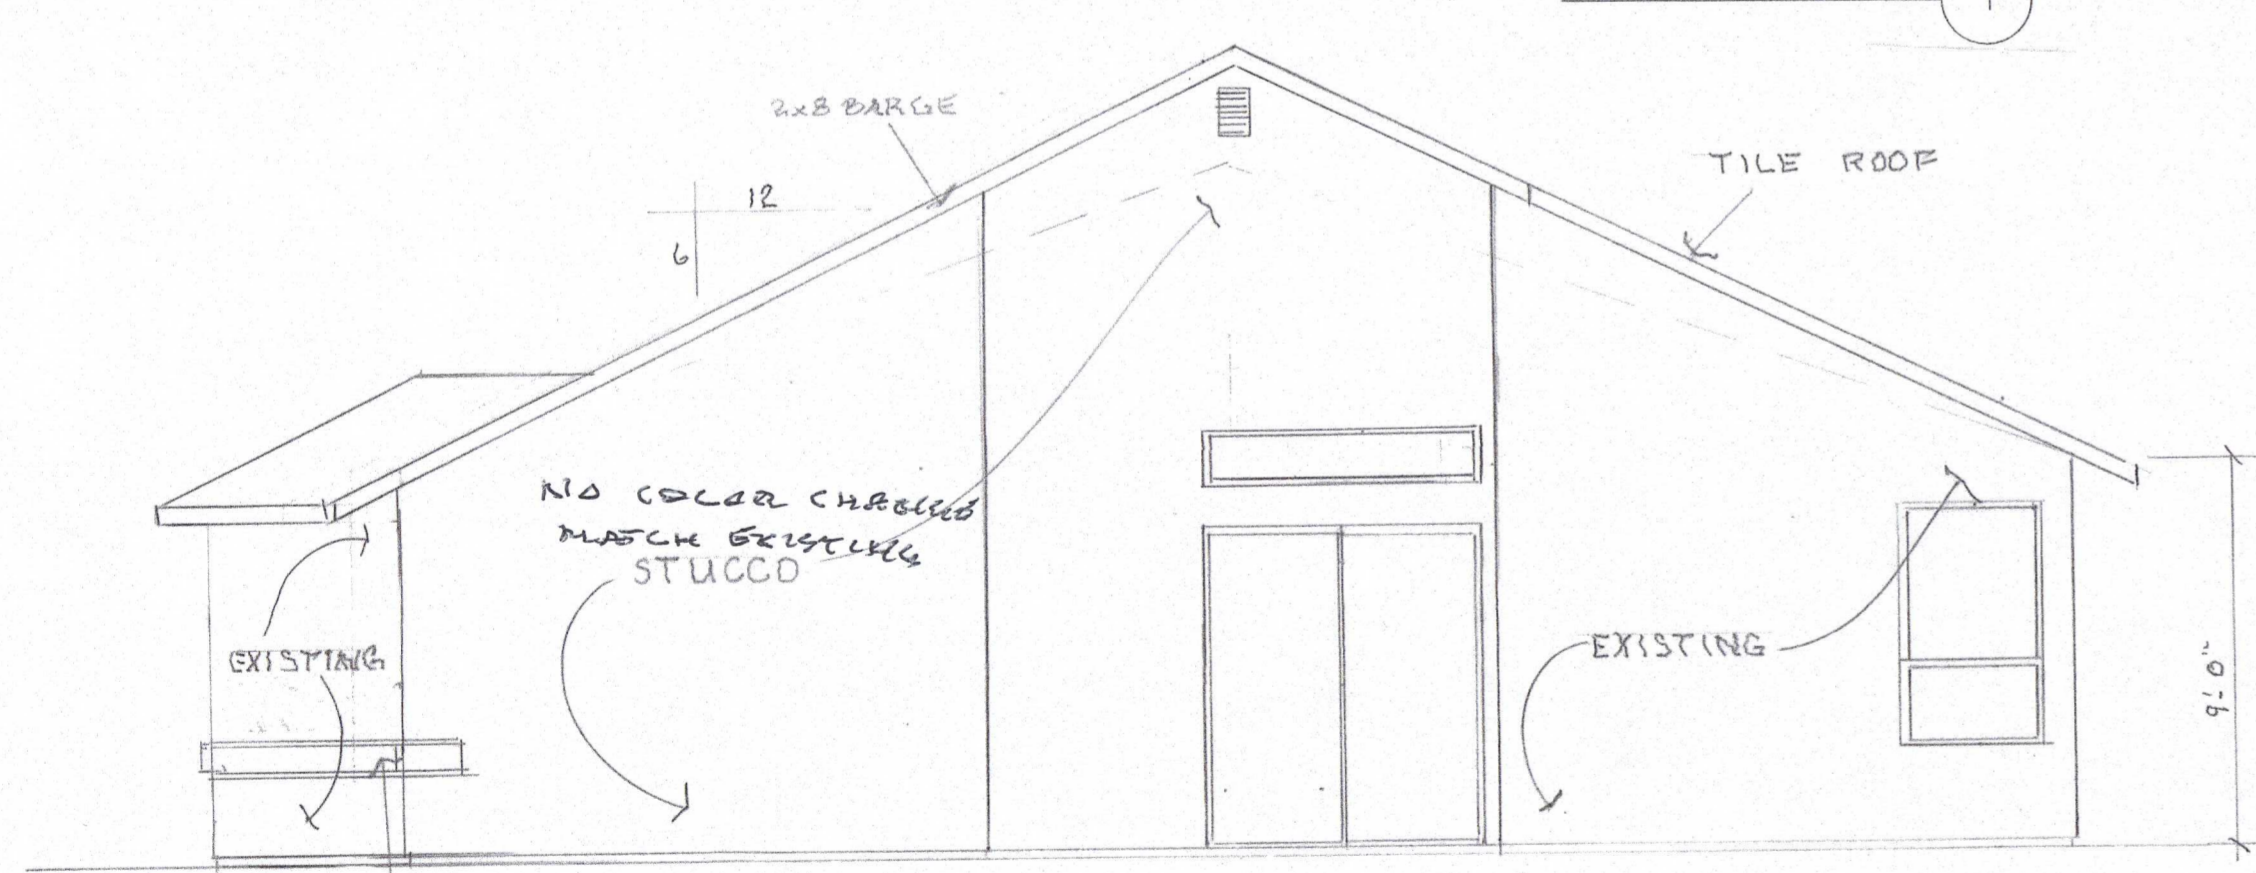 2x8 BARGE
12
6
TILE ROOF
NO COLOR CHANGE
MATCH EXISTING
STUCCO
EXISTING
EXISTING
9'-0"